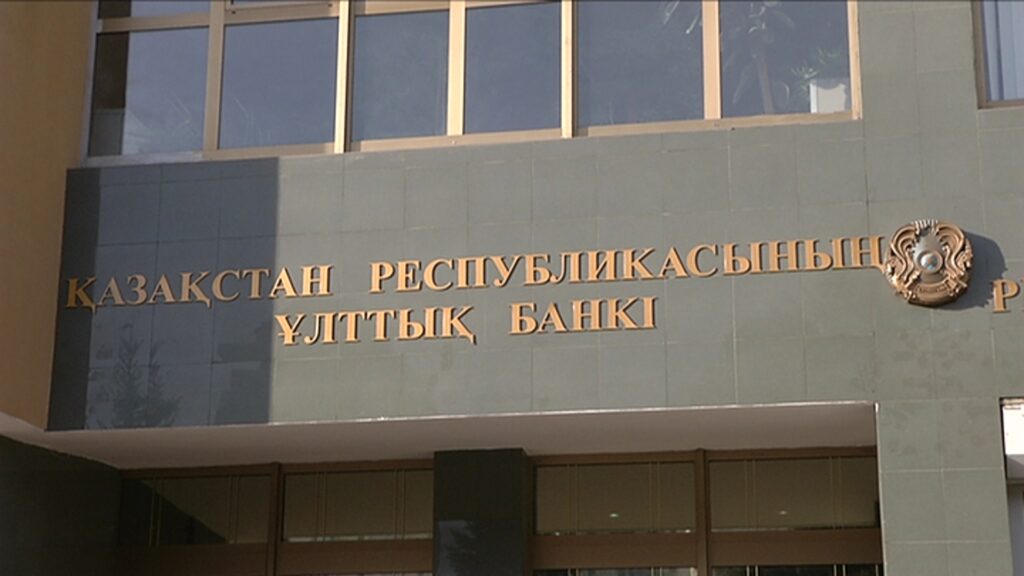 ҚАЗАҚСТАН РЕСПУБЛИКАСЫНЫҢ
ҰЛТТЫҚ БАНКІ